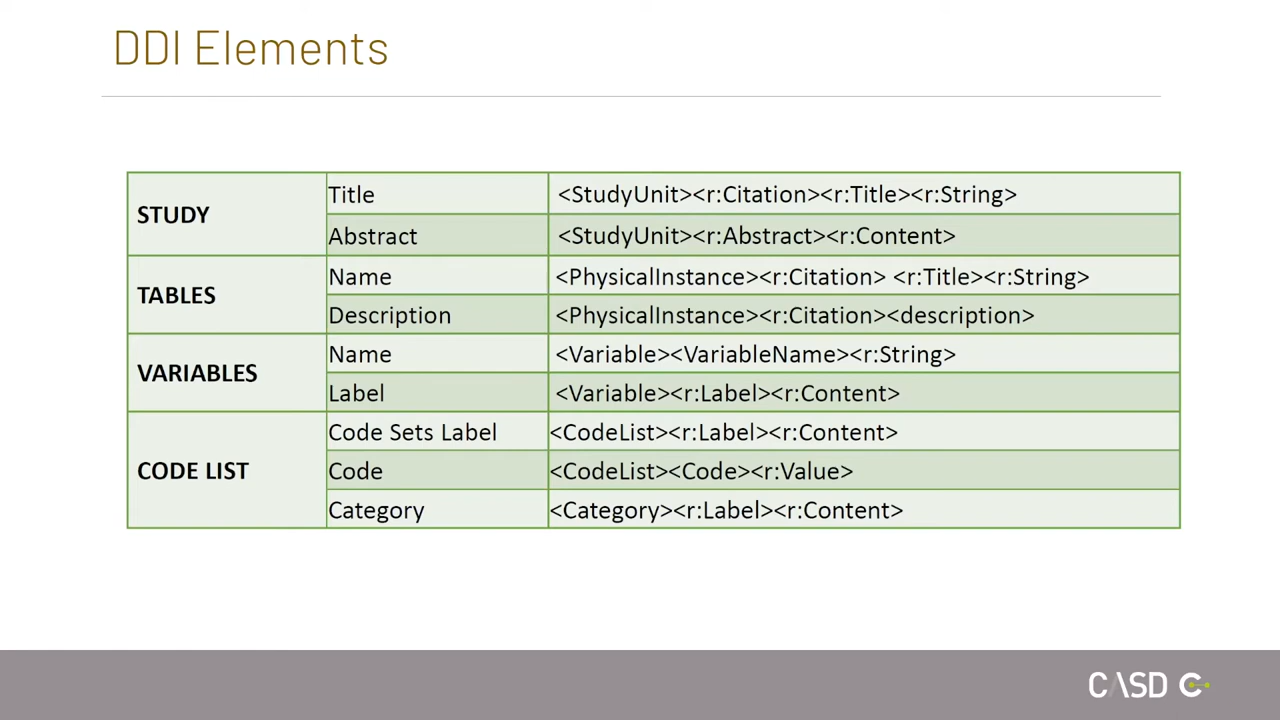 DDI Elements
STUDY
Title <StudyUnit><r:Citation><r:Title><r:String>
Abstract <StudyUnit><r:Abstract><r:Content>
TABLES
Name <PhysicalInstance><r:Citation> <r:Title><r:String>
Description <PhysicalInstance><r:Citation><description>
VARIABLES
Name <Variable><VariableName><r:String>
Label <Variable><r:Label><r:Content>
CODE LIST
Code Sets Label <CodeList><r:Label><r:Content>
Code <CodeList><Code><r:Value>
Category <Category><r:Label><r:Content>
CASD